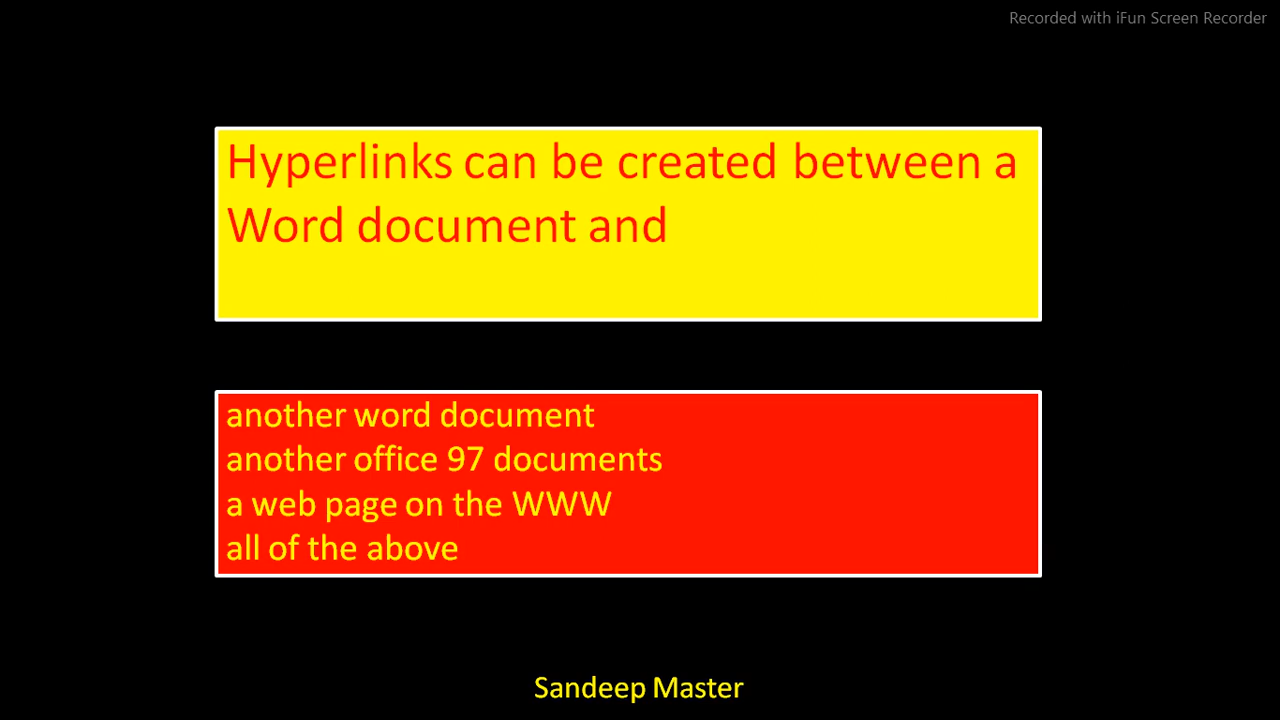 Recorded with iFun Screen Recorder
Hyperlinks can be created between a
Word document and
another word document
another office 97 documents
a web page on the WWW
all of the above
Sandeep Master